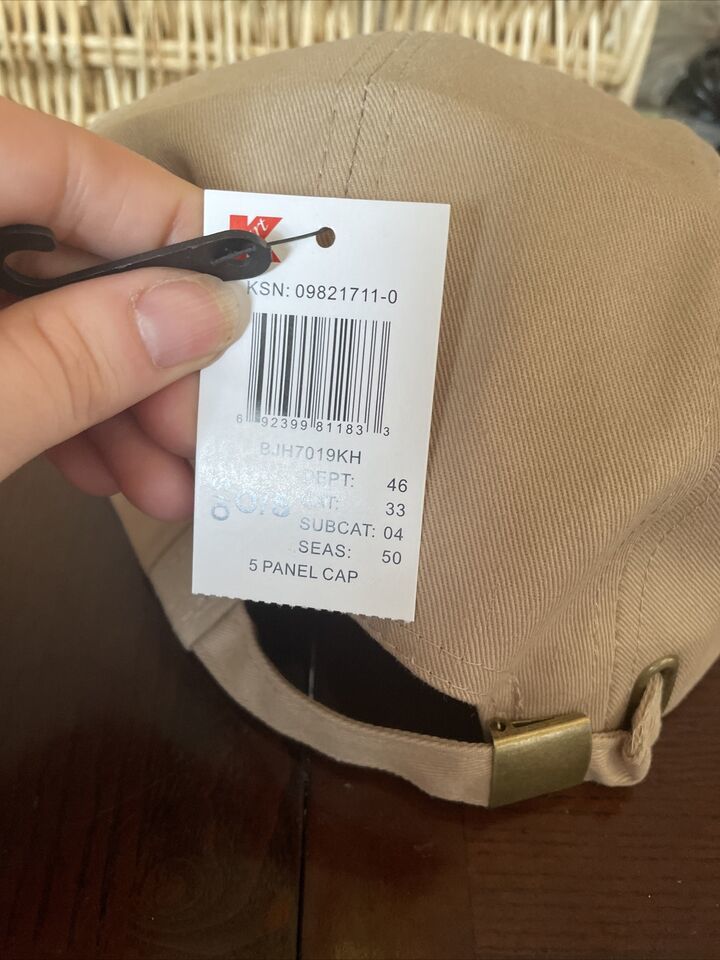 K
KSN: 09821711-0
6 92399 81183 3
BJH7019KH
DEPT: 46
CAT: 33
SUBCAT: 04
SEAS: 50
5 PANEL CAP